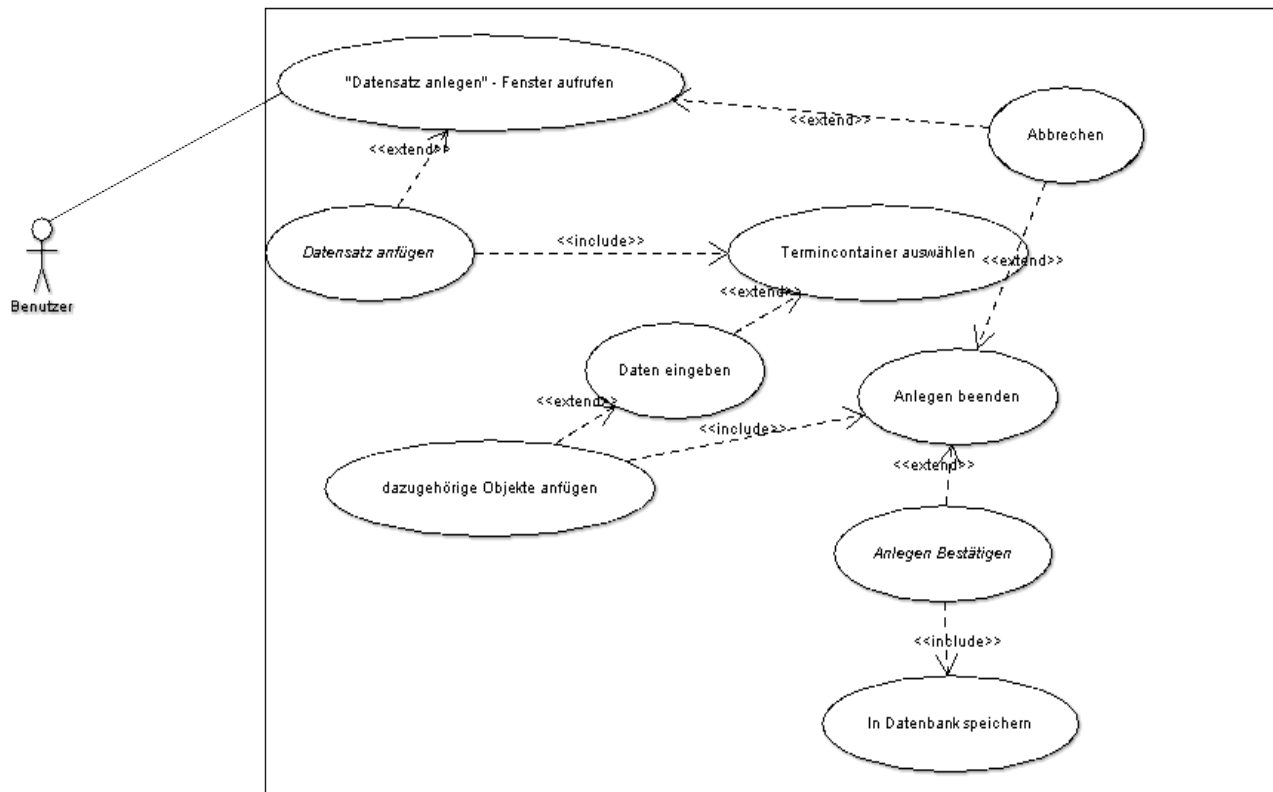 "Datensatz anlegen" - Fenster aufrufen
<<extend>>
Abbrechen
<<extend>>
Datensatz anfügen
<<include>>
Termincontainer auswählen
<<extend>>
<<extend>>
Benutzer
Daten eingeben
Anlegen beenden
<<extend>>
<<include>>
<<extend>>
dazugehörige Objekte anfügen
Anlegen Bestätigen
<<include>>
In Datenbank speichern